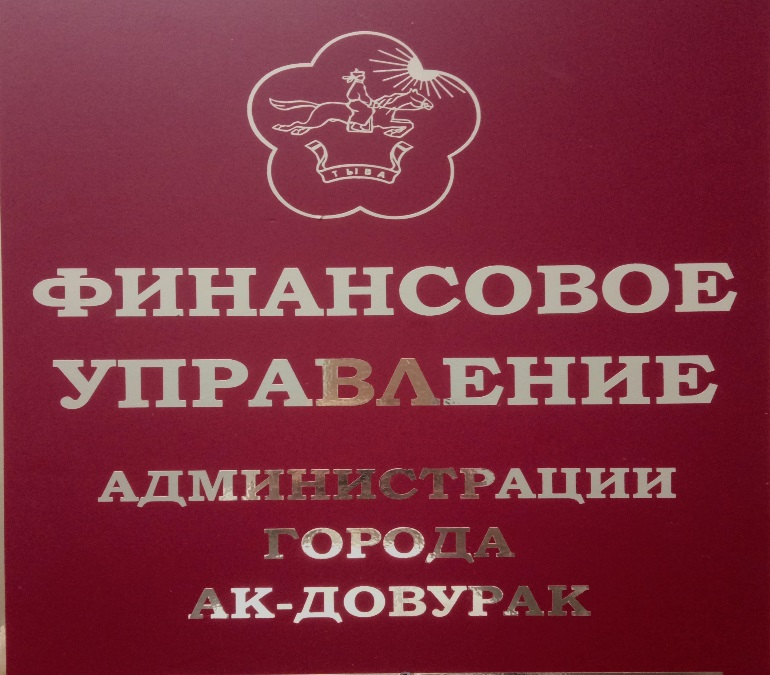 ТЫВА
ФИНАНСОВОЕ
УПРАВЛЕНИЕ
АДМИНИСТРАЦИИ
ГОРОДА
АК-ДОВУРАК